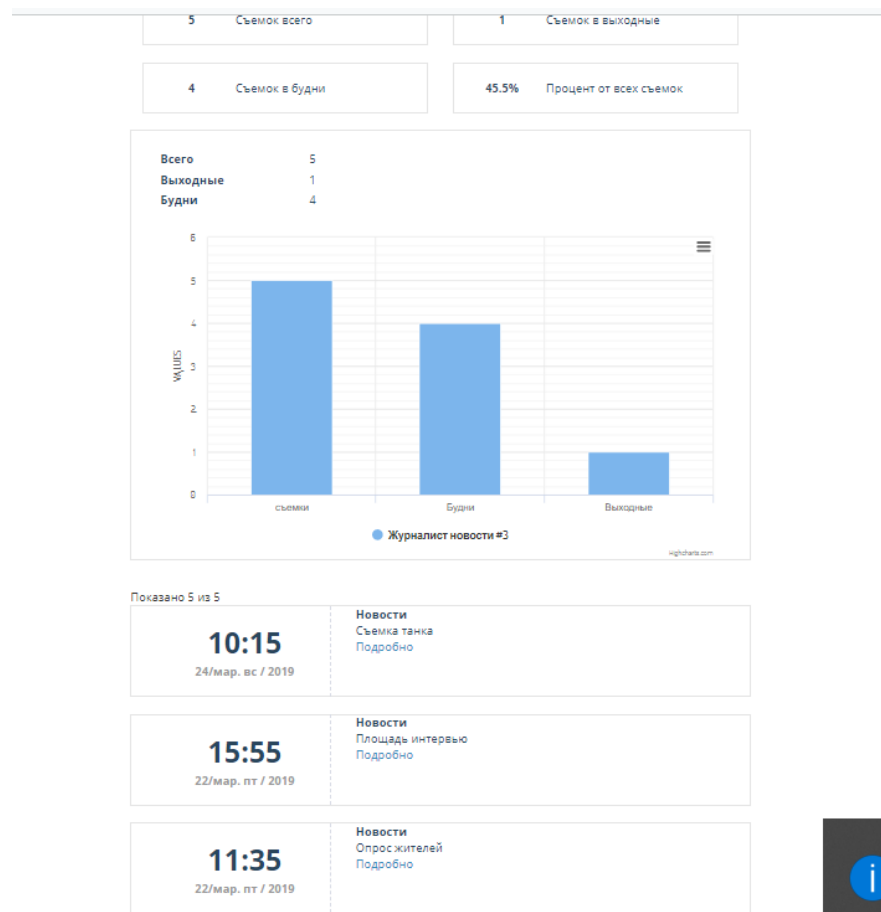 5 Съемок всего 1 Съемок в выходные
4 Съемок в будни 45.5% Процент от всех съемок
Всего 5
Выходные 1
Будни 4
6
5
4
3
2
1
0
VALUES
съемки Будни Выходные
Журналист новости #3
Highcharts.com
Показано 5 из 5
Новости
Съемка танка
Подробно
10:15
24/мар. вс / 2019
Новости
Площадь интервью
Подробно
15:55
22/мар. пт / 2019
Новости
Опрос жителей
Подробно
11:35
22/мар. пт / 2019